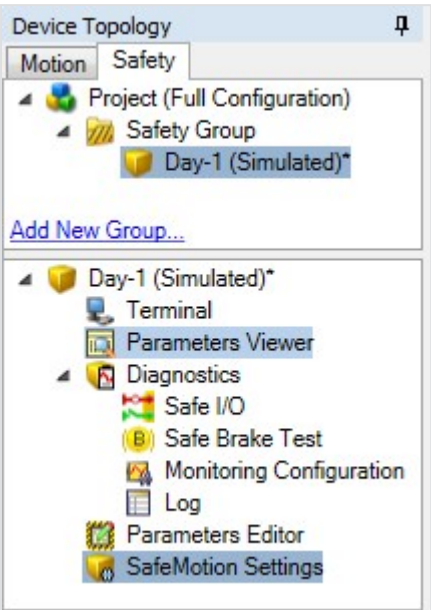 Device Topology
Motion Safety
Project (Full Configuration)
Safety Group
Day-1 (Simulated)*
Add New Group...
Day-1 (Simulated)*
Terminal
Parameters Viewer
Diagnostics
Safe I/O
B Safe Brake Test
Monitoring Configuration
Log
Parameters Editor
SafeMotion Settings